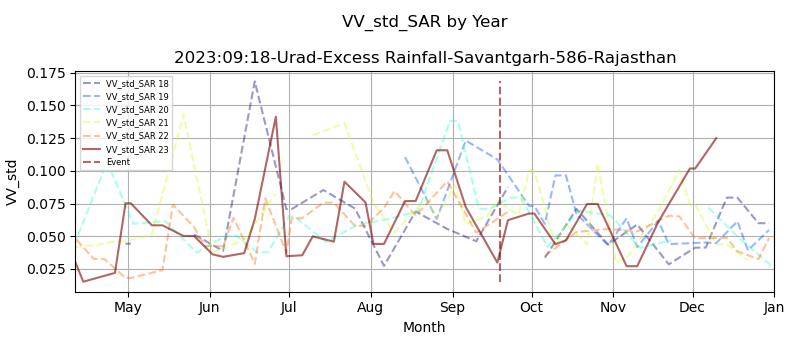 VV_std_SAR by Year
2023:09:18-Urad-Excess Rainfall-Savantgarh-586-Rajasthan
0.175
0.150
0.125
0.100
0.075
0.050
0.025
VV_std
VV_std_SAR 18
VV_std_SAR 19
VV_std_SAR 20
VV_std_SAR 21
VV_std_SAR 22
VV_std_SAR 23
Event
May Jun Jul Aug Sep Oct Nov Dec Jan
Month